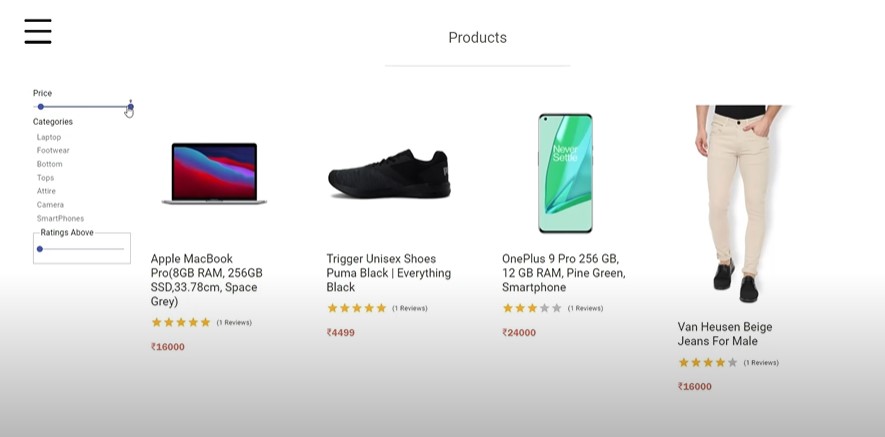 Products
Price
Categories
Laptop
Footwear
Bottom
Tops
Attire
Camera
SmartPhones
Ratings Above
Apple MacBook
Pro(8GB RAM, 256GB
SSD,33.78cm, Space
Grey)
(1 Reviews)
₹16000
Trigger Unisex Shoes
Puma Black | Everything
Black
(1 Reviews)
₹4499
Never
Settle
OnePlus 9 Pro 256 GB,
12 GB RAM, Pine Green,
Smartphone
(1 Reviews)
₹24000
Van Heusen Beige
Jeans For Male
(1 Reviews)
₹16000